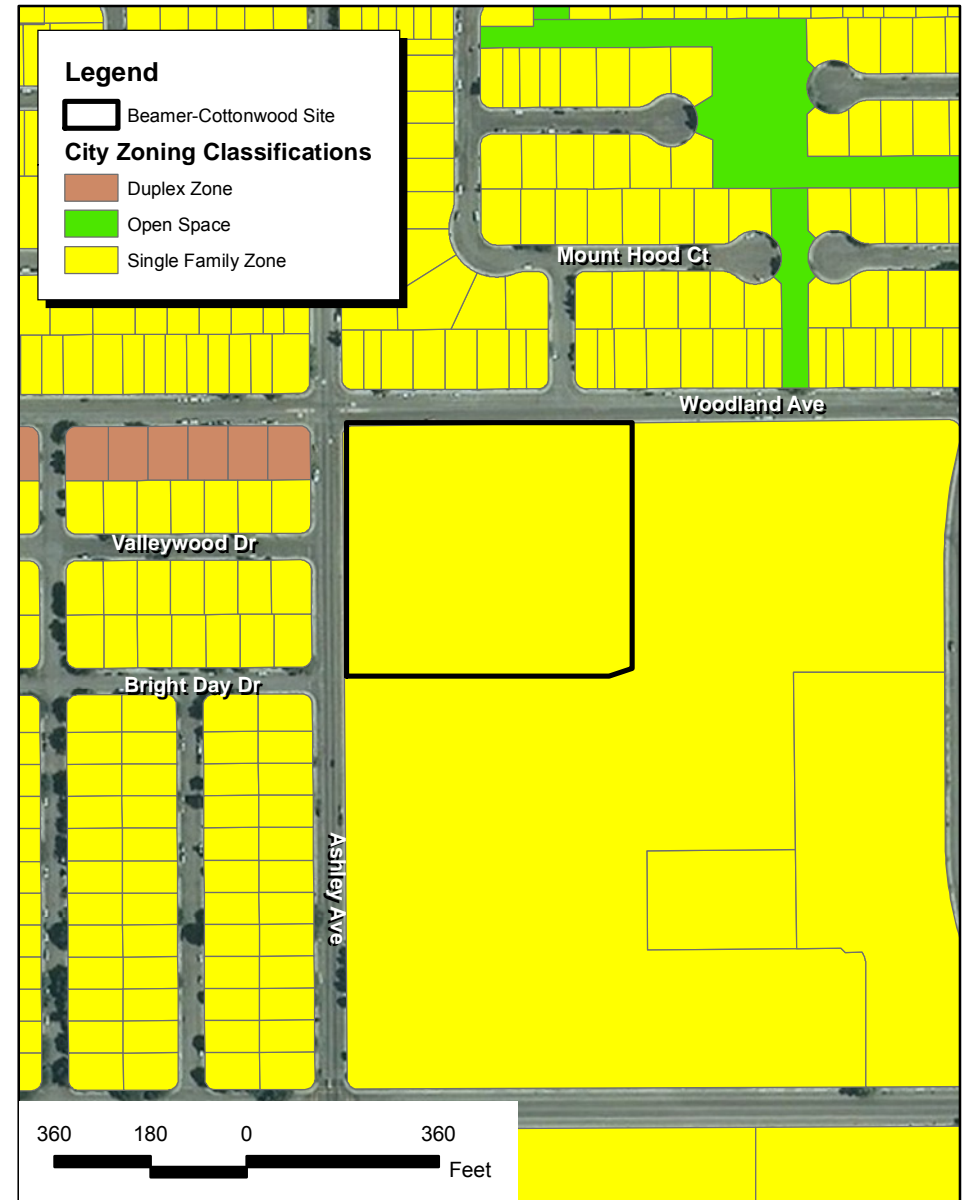 Legend
Beamer-Cottonwood Site
City Zoning Classifications
Duplex Zone
Open Space
Single Family Zone
Mount Hood Ct
Woodland Ave
Valleywood Dr
Bright Day Dr
Ashley Ave
360 180 0 360
Feet